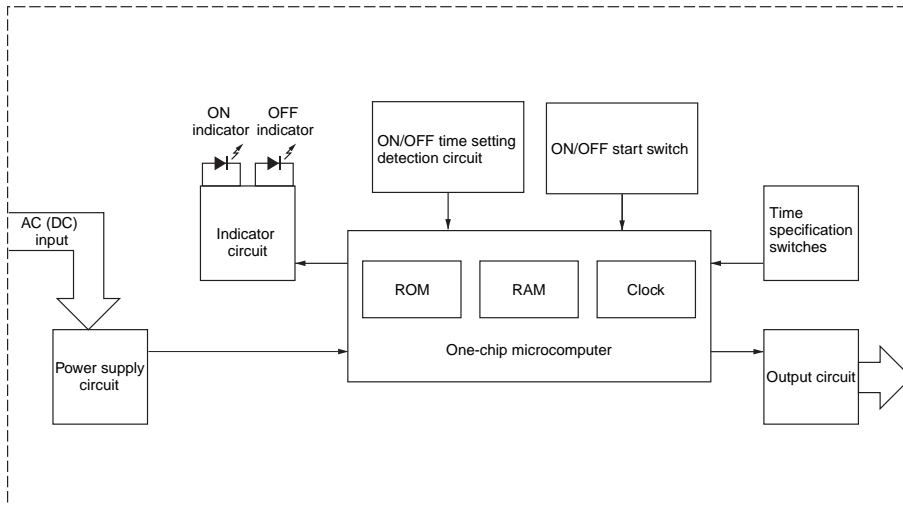 ON
indicator
OFF
indicator
ON/OFF time setting
detection circuit
ON/OFF start switch
AC (DC)
input
Indicator
circuit
Time
specification
switches
ROM
RAM
Clock
One-chip microcomputer
Power supply
circuit
Output circuit